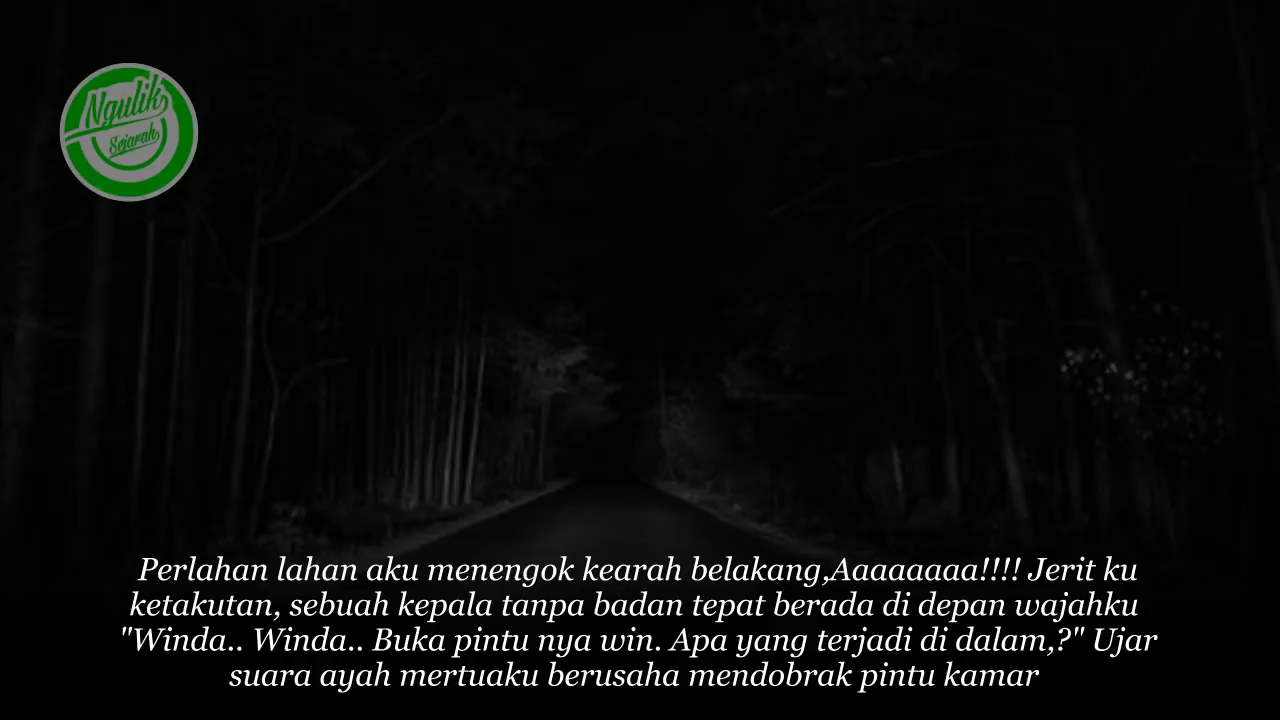 Ngulik
Sejarah
Perlahan lahan aku menengok kearah belakang,Aaaaaaaa!!!! Jerit ku
ketakutan, sebuah kepala tanpa badan tepat berada di depan wajahku
"Winda.. Winda.. Buka pintu nya win. Apa yang terjadi di dalam,?" Ujar
suara ayah mertuaku berusaha mendobrak pintu kamar